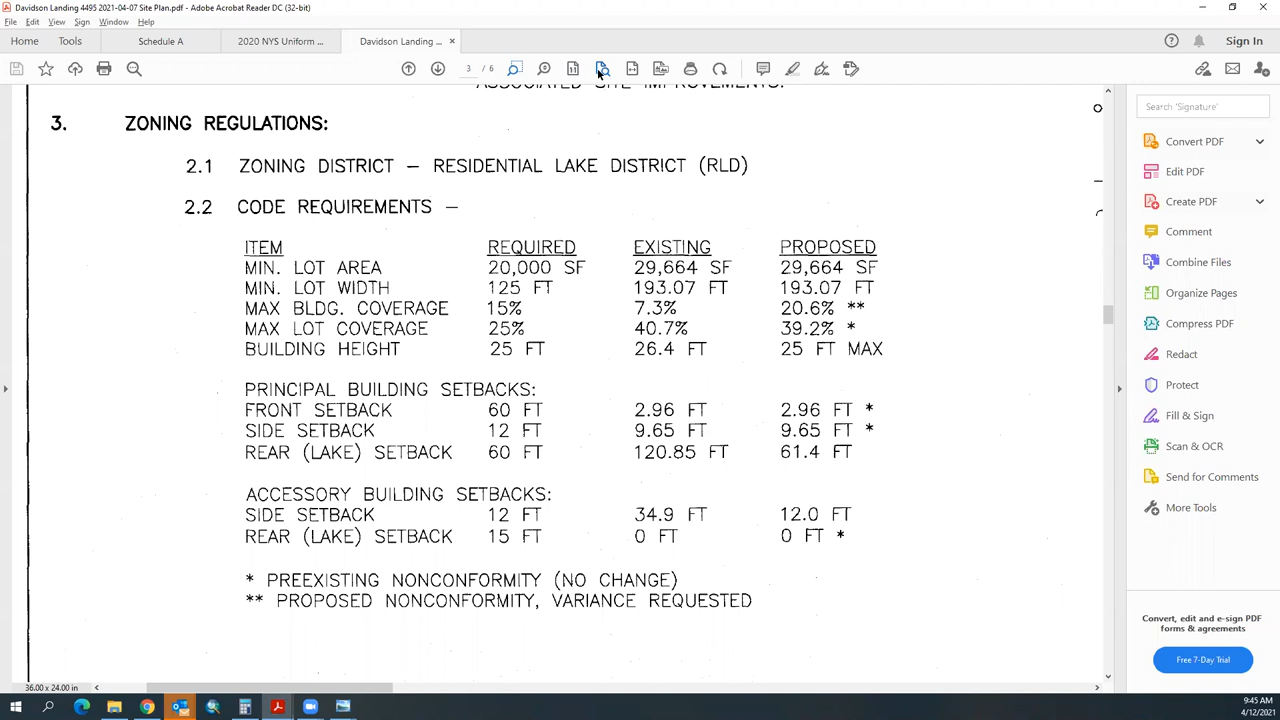 Davidson Landing 4495 2021-04-07 Site Plan.pdf - Adobe Acrobat Reader DC (32-bit)
File Edit View Sign Window Help
Home Tools Schedule A 2020 NYS Uniform ... Davidson Landing ... × Sign In
3 / 6
ASSOCIATED SITE IMPROVEMENTS.
3. ZONING REGULATIONS:
2.1 ZONING DISTRICT – RESIDENTIAL LAKE DISTRICT (RLD)
2.2 CODE REQUIREMENTS –
ITEM REQUIRED EXISTING PROPOSED
MIN. LOT AREA 20,000 SF 29,664 SF 29,664 SF
MIN. LOT WIDTH 125 FT 193.07 FT 193.07 FT
MAX BLDG. COVERAGE 15% 7.3% 20.6% **
MAX LOT COVERAGE 25% 40.7% 39.2% *
BUILDING HEIGHT 25 FT 26.4 FT 25 FT MAX
PRINCIPAL BUILDING SETBACKS:
FRONT SETBACK 60 FT 2.96 FT 2.96 FT *
SIDE SETBACK 12 FT 9.65 FT 9.65 FT *
REAR (LAKE) SETBACK 60 FT 120.85 FT 61.4 FT
ACCESSORY BUILDING SETBACKS:
SIDE SETBACK 12 FT 34.9 FT 12.0 FT
REAR (LAKE) SETBACK 15 FT 0 FT 0 FT *
* PREEXISTING NONCONFORMITY (NO CHANGE)
** PROPOSED NONCONFORMITY, VARIANCE REQUESTED
36.00 x 24.00 in
Search 'Signature'
Convert PDF
Edit PDF
Create PDF
Comment
Combine Files
Organize Pages
Compress PDF
Redact
Protect
Fill & Sign
Scan & OCR
Send for Comments
More Tools
Convert, edit and e-sign PDF
forms & agreements
Free 7-Day Trial
9:45 AM
4/12/2021